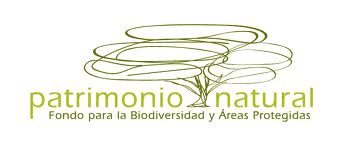 patrimonio natural
Fondo para la Biodiversidad y Áreas Protegidas